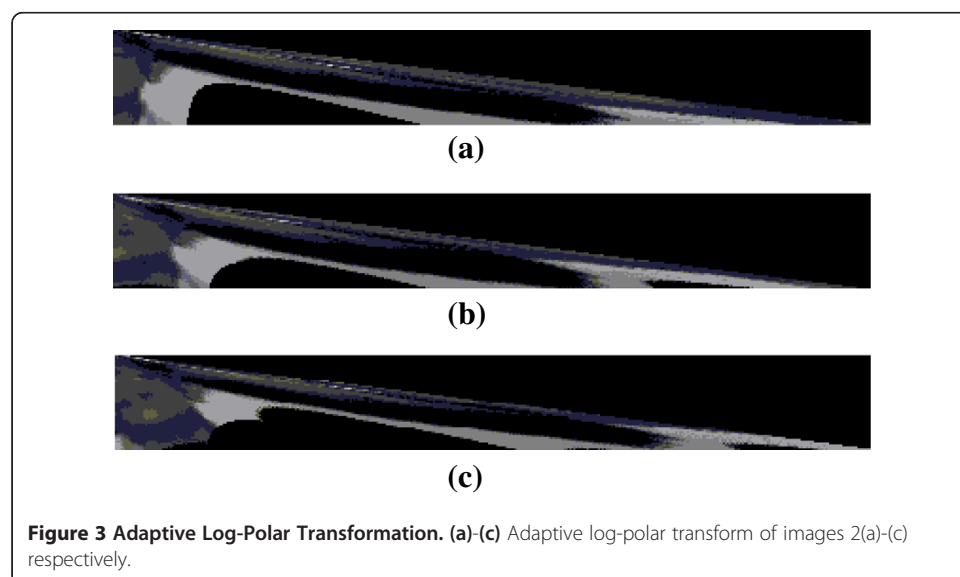 (a)
(b)
(c)
Figure 3 Adaptive Log-Polar Transformation. (a)-(c) Adaptive log-polar transform of images 2(a)-(c)
respectively.